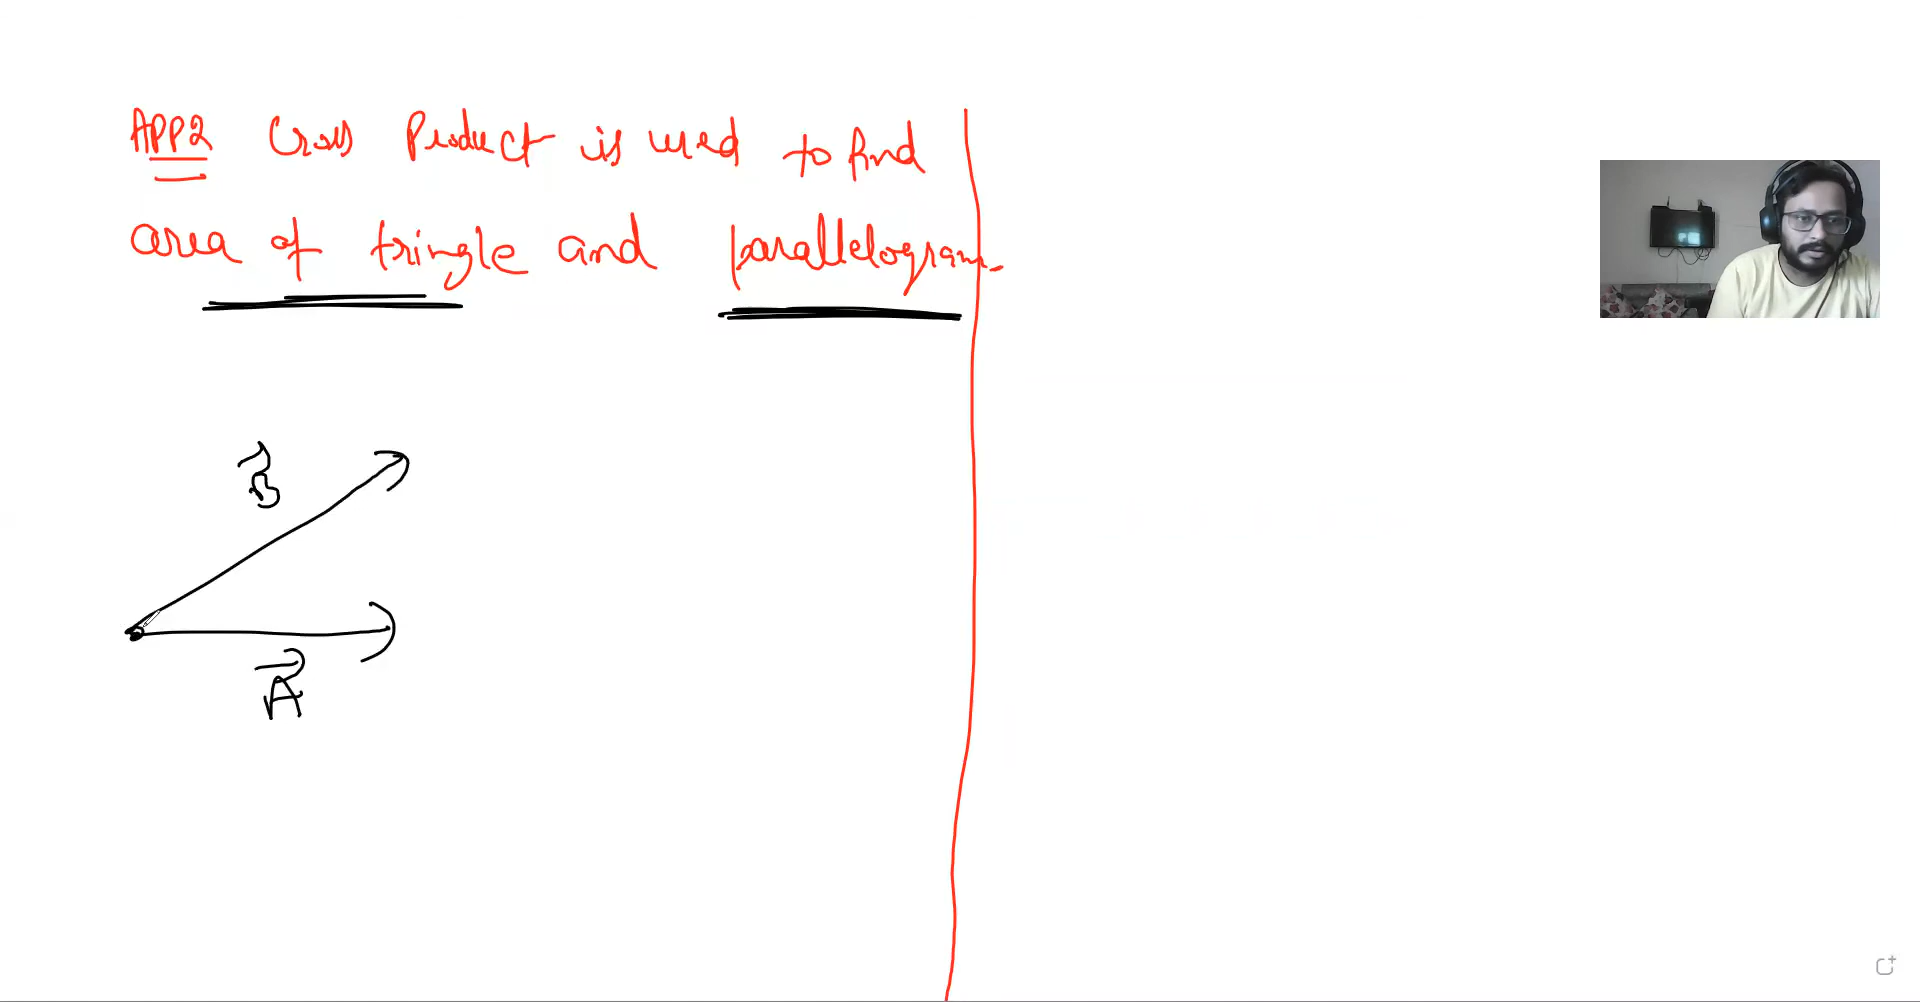 APP2 Cross Product is used to find
area of tringle and parallelogram.
B
A